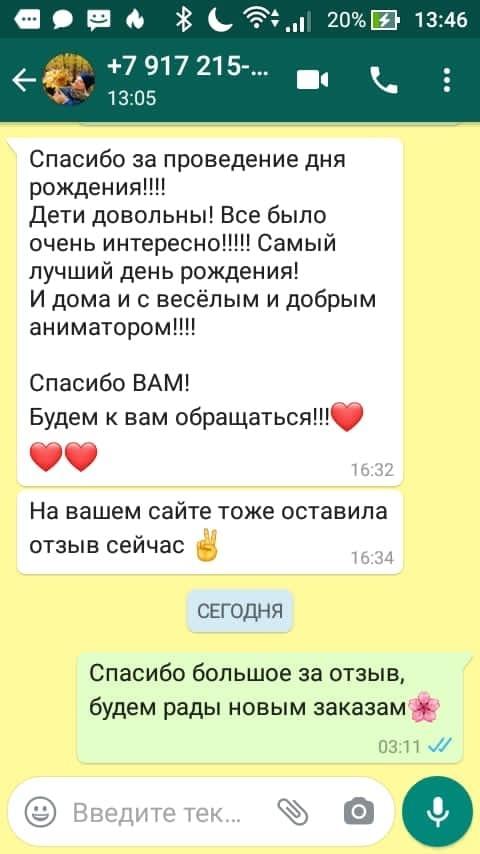 20% 13:46
+7 917 215-...
13:05
Спасибо за проведение дня
рождения!!!!
Дети довольны! Все было
очень интересно!!!!! Самый
лучший день рождения!
И дома и с весёлым и добрым
аниматором!!!!
Спасибо ВАМ!
Будем к вам обращаться!!!❤️
❤️❤️
16:32
На вашем сайте тоже оставила
отзыв сейчас ✌️
16:34
СЕГОДНЯ
Спасибо большое за отзыв,
будем рады новым заказам🌸
03:11
Введите тек...